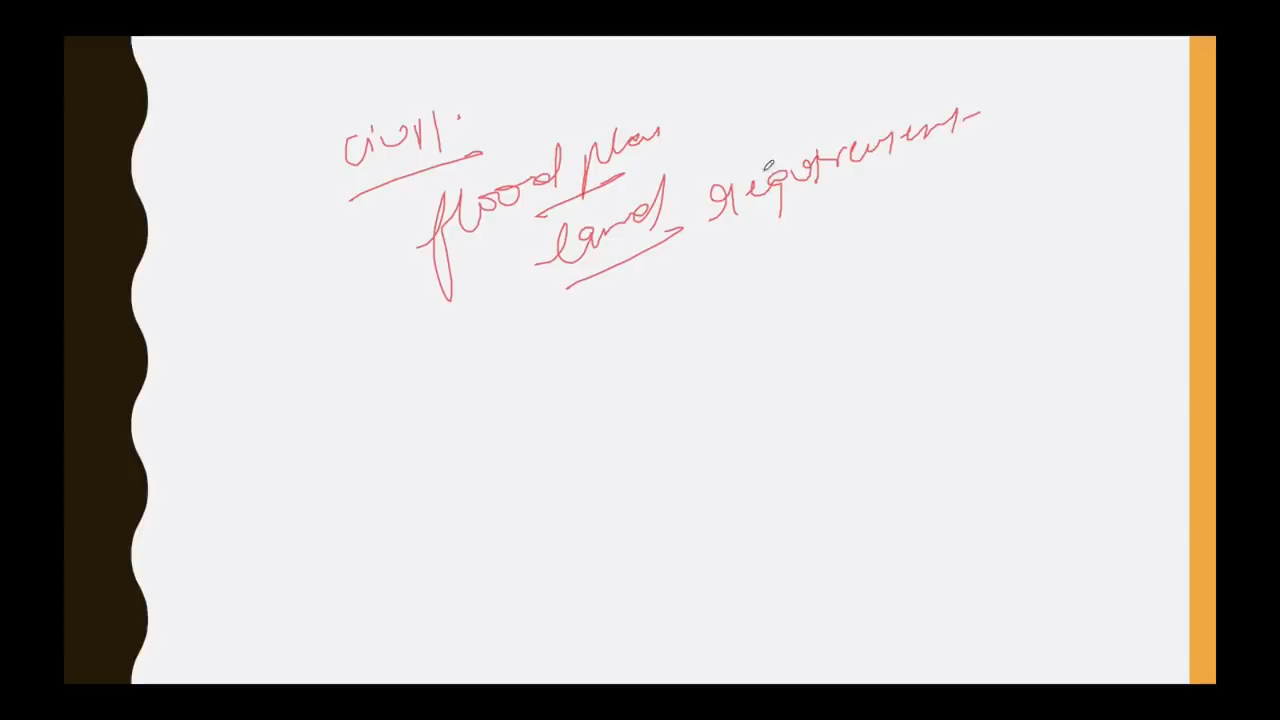 civil.
flood plan
land requirement